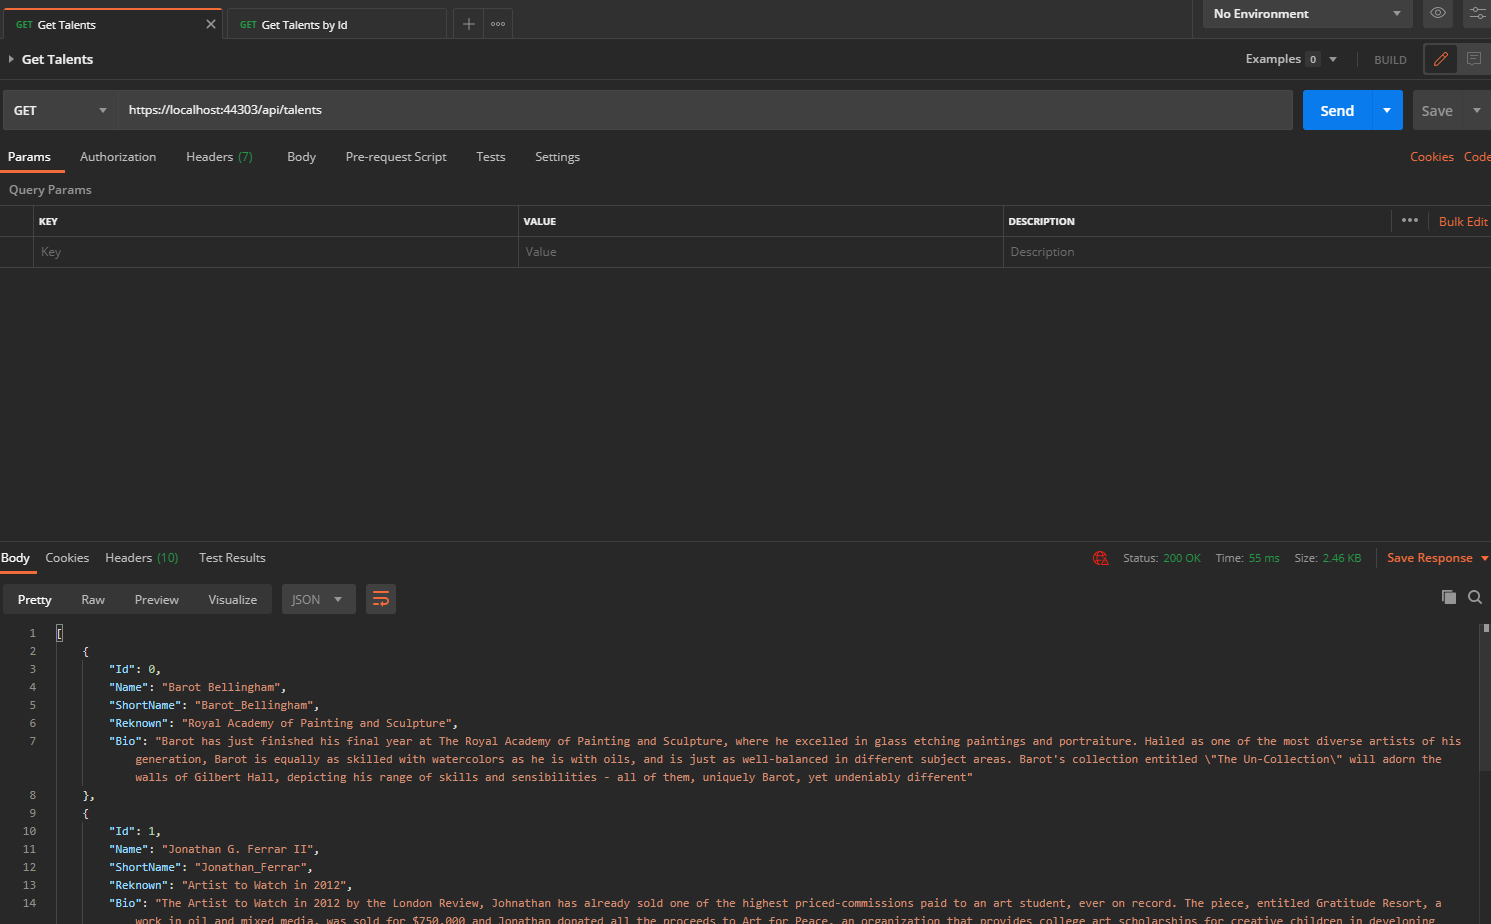 GET Get Talents
GET Get Talents by Id
No Environment
Get Talents
Examples 0
BUILD
GET
https://localhost:44303/api/talents
Send
Save
Params
Authorization
Headers (7)
Body
Pre-request Script
Tests
Settings
Cookies
Code
Query Params
KEY
VALUE
DESCRIPTION
Bulk Edit
Key
Value
Description
Body
Cookies
Headers (10)
Test Results
Status: 200 OK
Time: 55 ms
Size: 2.46 KB
Save Response
Pretty
Raw
Preview
Visualize
JSON
1 [
2 {
3 "Id": 0,
4 "Name": "Barot Bellingham",
5 "ShortName": "Barot_Bellingham",
6 "Reknown": "Royal Academy of Painting and Sculpture",
7 "Bio": "Barot has just finished his final year at The Royal Academy of Painting and Sculpture, where he excelled in glass etching paintings and portraiture. Hailed as one of the most diverse artists of his
generation, Barot is equally as skilled with watercolors as he is with oils, and is just as well-balanced in different subject areas. Barot's collection entitled \"The Un-Collection\" will adorn the
walls of Gilbert Hall, depicting his range of skills and sensibilities - all of them, uniquely Barot, yet undeniably different"
8 },
9 {
10 "Id": 1,
11 "Name": "Jonathan G. Ferrar II",
12 "ShortName": "Jonathan_Ferrar",
13 "Reknown": "Artist to Watch in 2012",
14 "Bio": "The Artist to Watch in 2012 by the London Review, Johnathan has already sold one of the highest priced-commissions paid to an art student, ever on record. The piece, entitled Gratitude Resort, a
work in oil and mixed media, was sold for $750,000 and Jonathan donated all the proceeds to Art for Peace, an organization that provides college art scholarships for creative children in developing